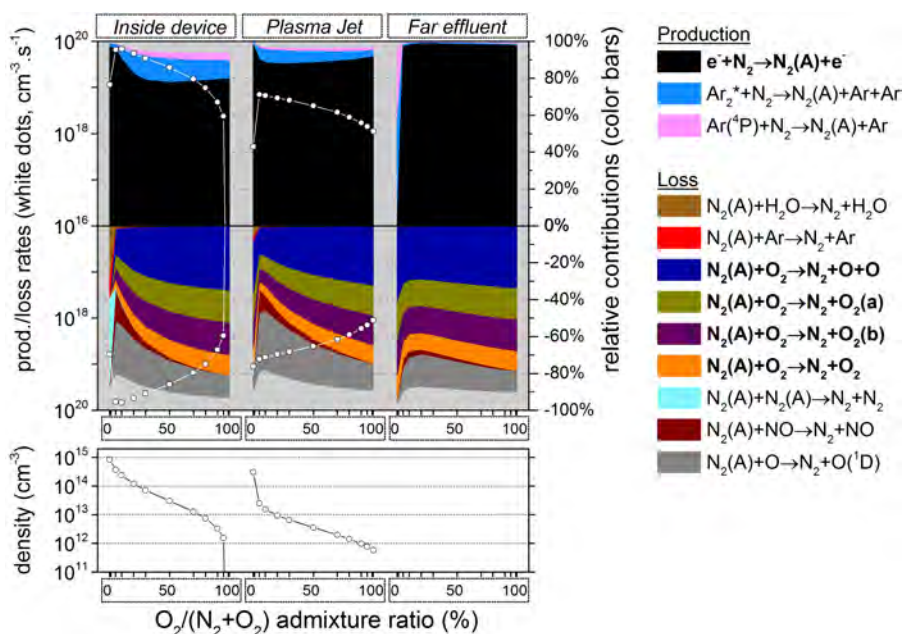 Inside device Plasma Jet Far effluent
prod./loss rates (white dots, cm⁻³.s⁻¹)
10²⁰
10¹⁸
10¹⁶
10¹⁸
10²⁰
100%
80%
60%
40%
20%
0%
-20%
-40%
-60%
-80%
-100%
relative contributions (color bars)
0 50 100 0 50 100 0 50 100
density (cm⁻³)
10¹⁵
10¹⁴
10¹³
10¹²
10¹¹
0 50 100% 0 50 100% 0 50 100%
O₂/(N₂+O₂) admixture ratio (%)
Production
e⁻+N₂→N₂(A)+e⁻
Ar₂*+N₂→N₂(A)+Ar+Ar
Ar(⁴P)+N₂→N₂(A)+Ar
Loss
N₂(A)+H₂O→N₂+H₂O
N₂(A)+Ar→N₂+Ar
N₂(A)+O₂→N₂+O+O
N₂(A)+O₂→N₂+O₂(a)
N₂(A)+O₂→N₂+O₂(b)
N₂(A)+O₂→N₂+O₂
N₂(A)+N₂(A)→N₂+N₂
N₂(A)+NO→N₂+NO
N₂(A)+O→N₂+O(¹D)